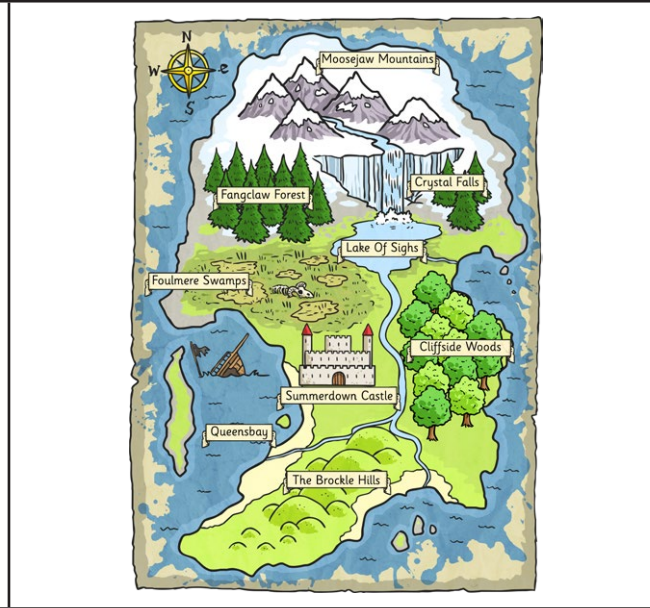 N
W e
S
Moosejaw Mountains
Crystal Falls
Fangclaw Forest
Lake Of Sighs
Foulmere Swamps
Cliffside Woods
Summerdown Castle
Queensbay
The Brockle Hills